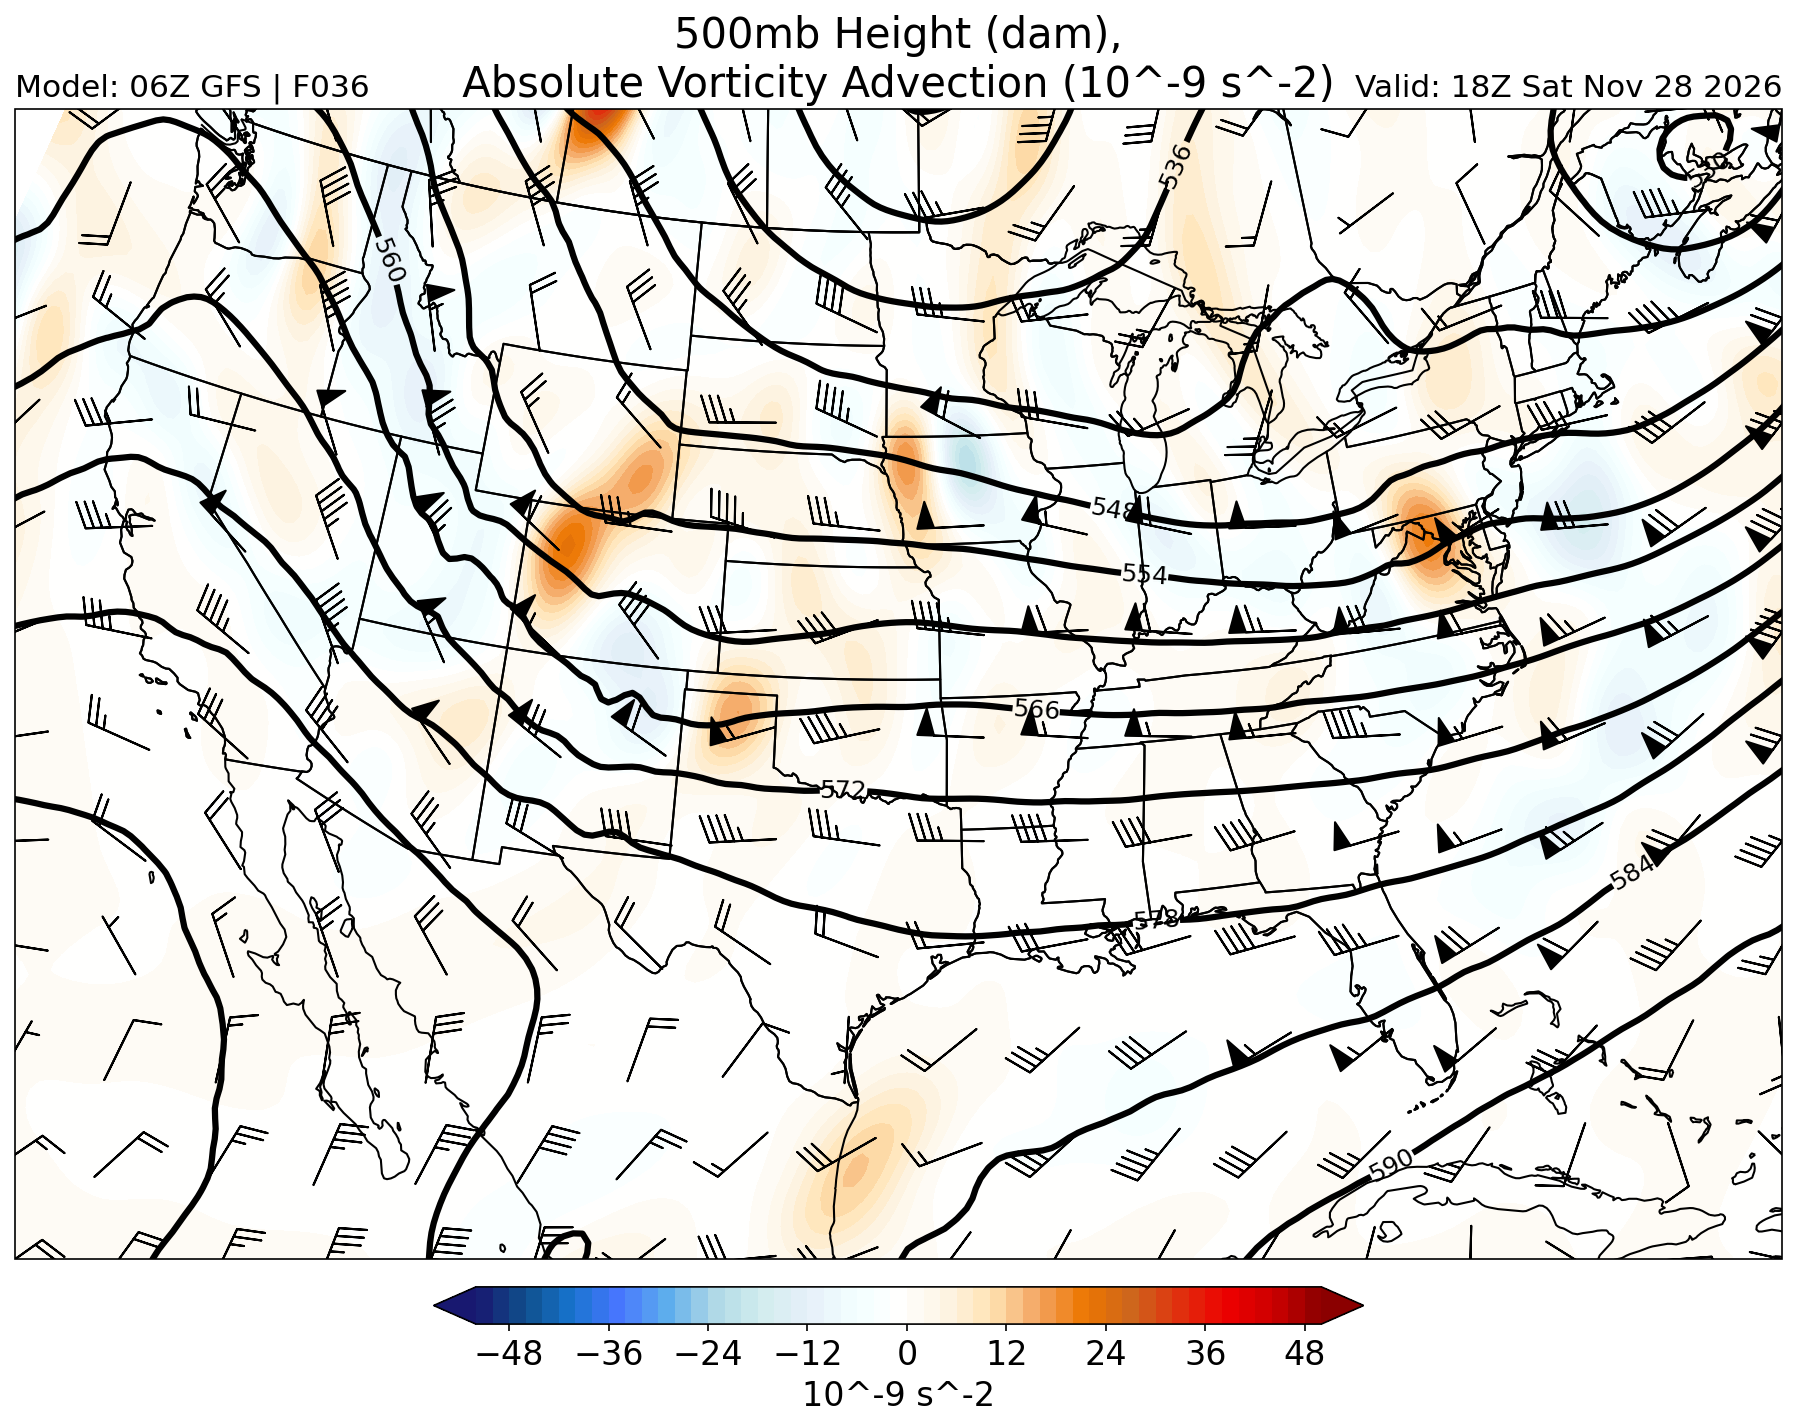 500mb Height (dam),
Model: 06Z GFS | F036
Absolute Vorticity Advection (10^-9 s^-2)
Valid: 18Z Sat Nov 28 2026
536
560
548
554
566
572
584
578
590
−48 −36 −24 −12 0 12 24 36 48
10^-9 s^-2